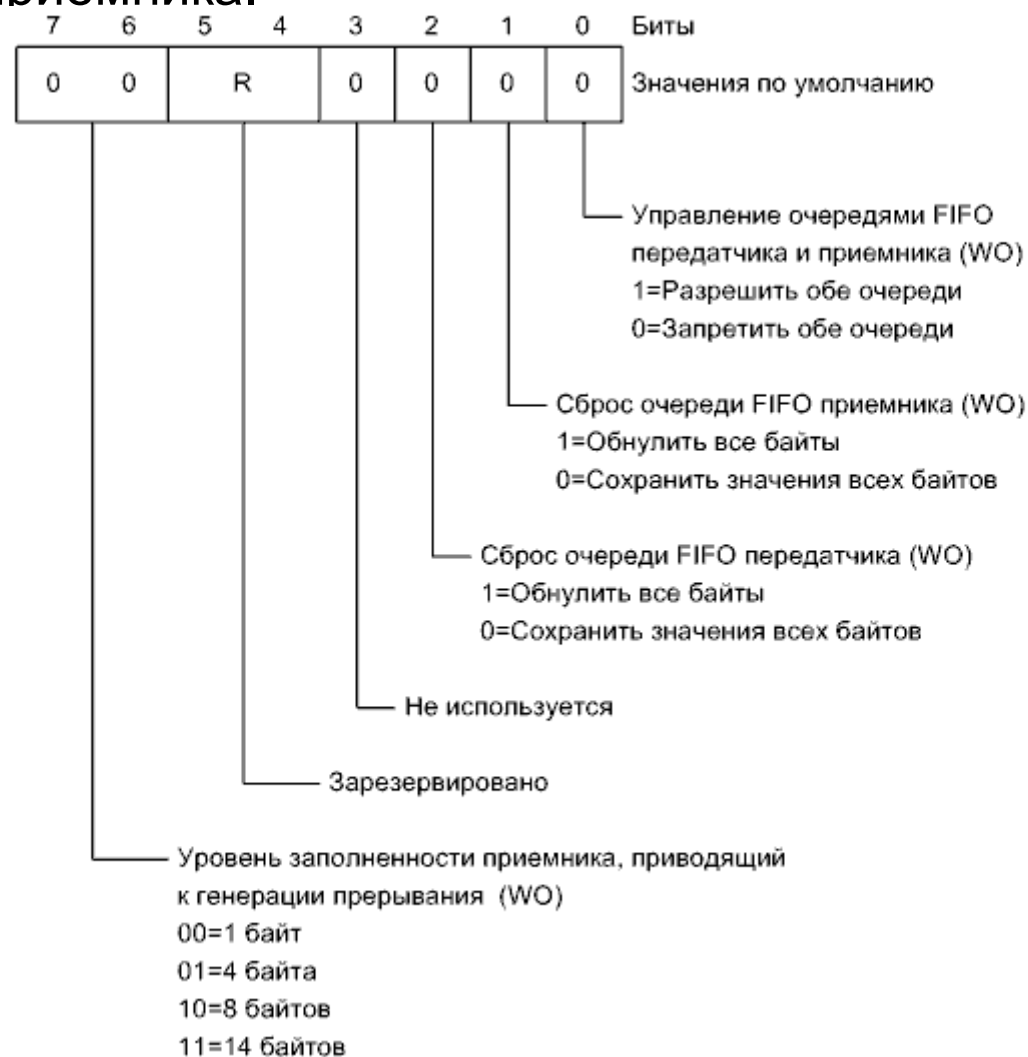 приемника.
7 6 5 4 3 2 1 0 Биты
0 0 R 0 0 0 0 Значения по умолчанию
Управление очередями FIFO
передатчика и приемника (WO)
1=Разрешить обе очереди
0=Запретить обе очереди
Сброс очереди FIFO приемника (WO)
1=Обнулить все байты
0=Сохранить значения всех байтов
Сброс очереди FIFO передатчика (WO)
1=Обнулить все байты
0=Сохранить значения всех байтов
Не используется
Зарезервировано
Уровень заполненности приемника, приводящий
к генерации прерывания (WO)
00=1 байт
01=4 байта
10=8 байтов
11=14 байтов